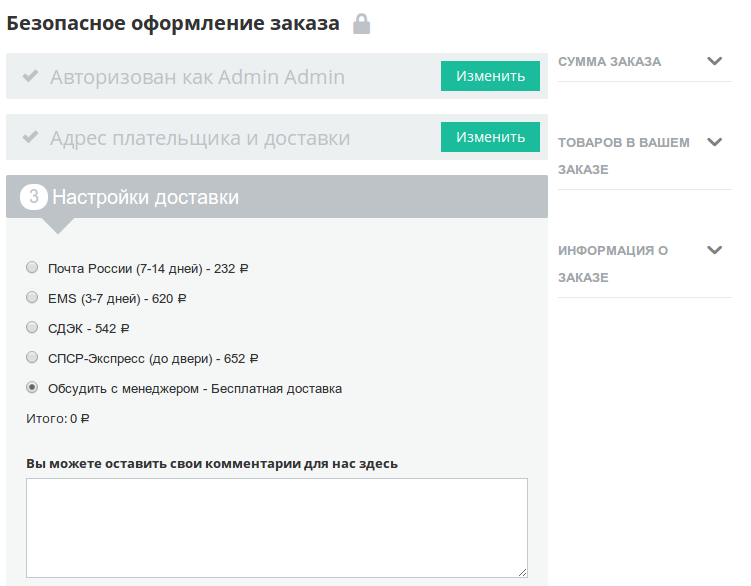 Безопасное оформление заказа
Авторизован как Admin Admin
Изменить
Адрес плательщика и доставки
Изменить
3 Настройки доставки
Почта России (7-14 дней) - 232 ₽
EMS (3-7 дней) - 620 ₽
СДЭК - 542 ₽
СПСР-Экспресс (до двери) - 652 ₽
Обсудить с менеджером - Бесплатная доставка
Итого: 0 ₽
Вы можете оставить свои комментарии для нас здесь
СУММА ЗАКАЗА
ТОВАРОВ В ВАШЕМ
ЗАКАЗЕ
ИНФОРМАЦИЯ О
ЗАКАЗЕ